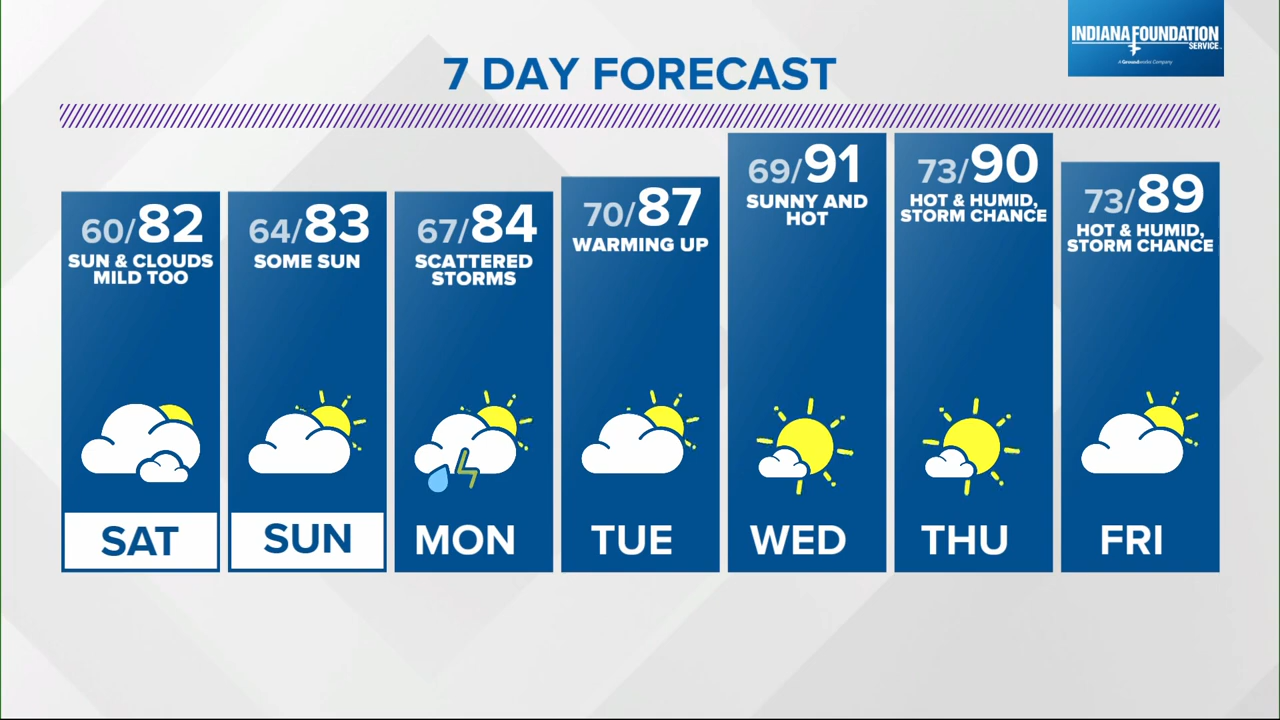 INDIANA FOUNDATION
SERVICE
A Groundworks Company
7 DAY FORECAST
60/82
SUN & CLOUDS
MILD TOO
SAT
64/83
SOME SUN
SUN
67/84
SCATTERED
STORMS
MON
70/87
WARMING UP
TUE
69/91
SUNNY AND
HOT
WED
73/90
HOT & HUMID,
STORM CHANCE
THU
73/89
HOT & HUMID,
STORM CHANCE
FRI